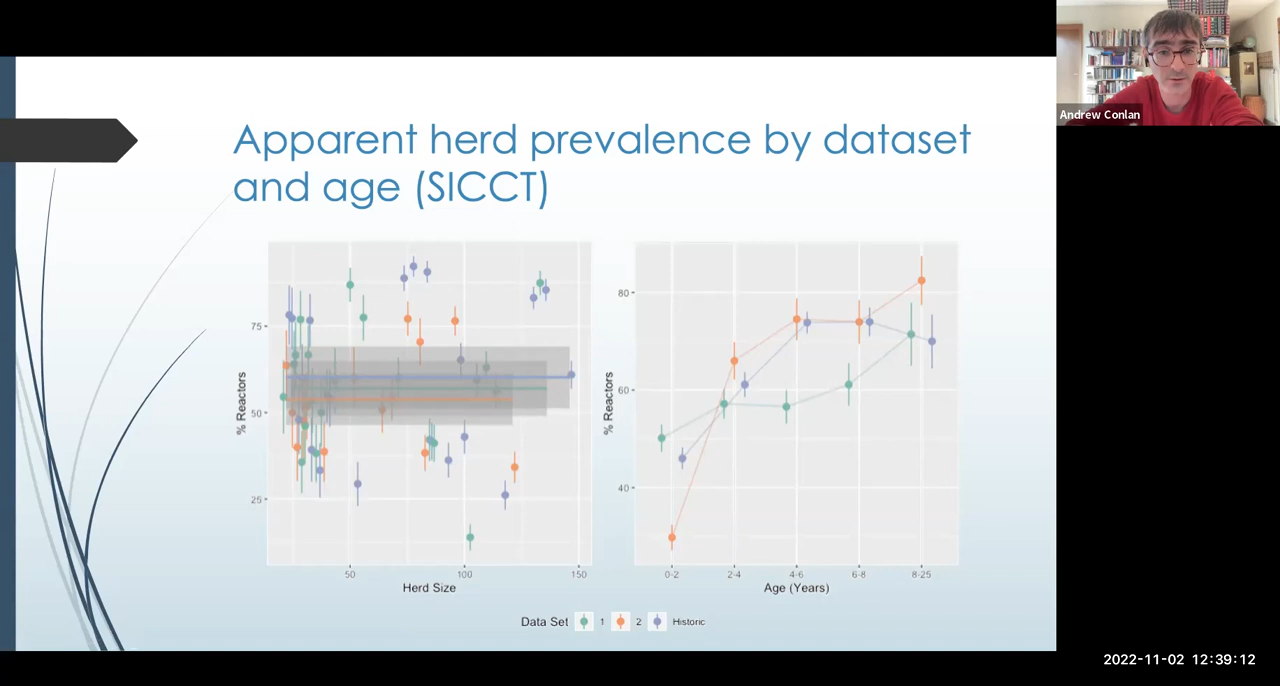 Andrew Conlan
Apparent herd prevalence by dataset
and age (SICCT)
% Reactors
75
50
25
50
100
150
Herd Size
% Reactors
80
60
40
0-2
2-4
4-6
6-8
8-25
Age (Years)
Data Set 1 2 Historic
2022-11-02 12:39:12